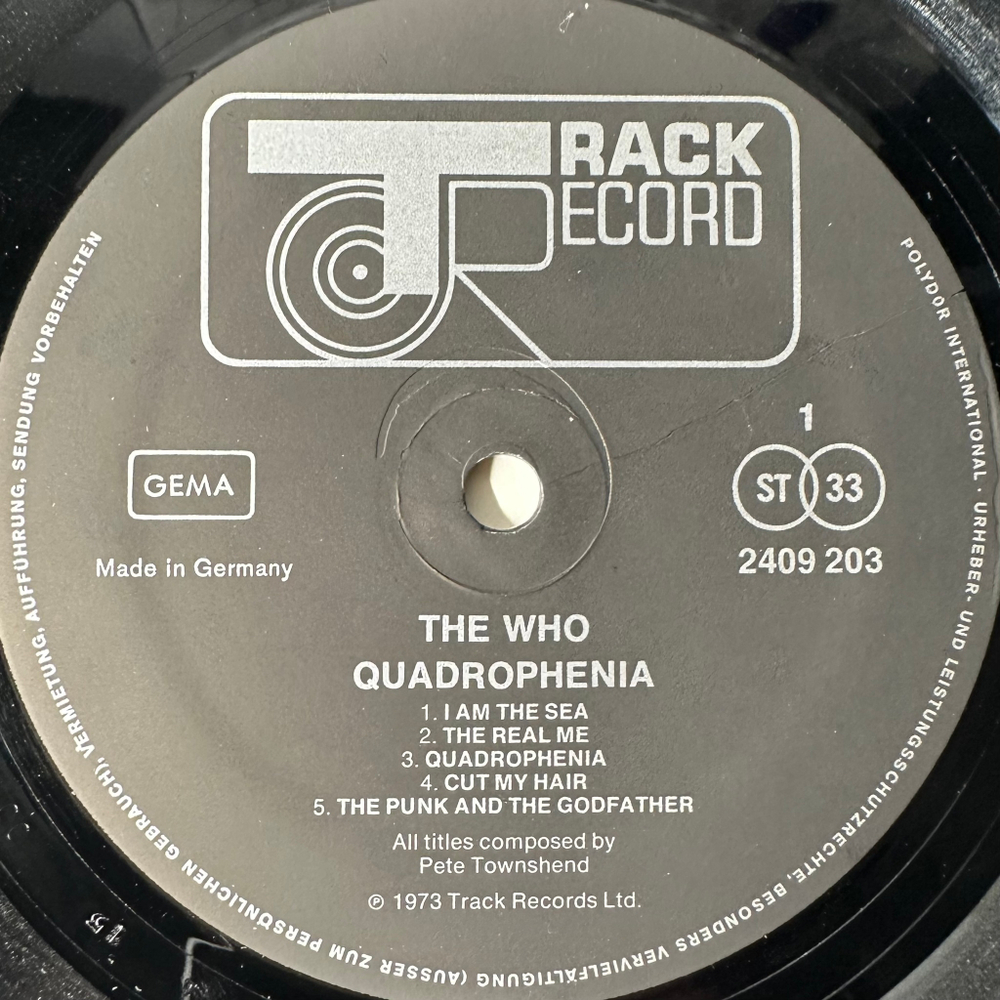 TRACK
RECORD
1
GEMA
ST 33
Made in Germany
2409 203
THE WHO
QUADROPHENIA
1. I AM THE SEA
2. THE REAL ME
3. QUADROPHENIA
4. CUT MY HAIR
5. THE PUNK AND THE GODFATHER
All titles composed by
Pete Townshend
℗ 1973 Track Records Ltd.
POLYDOR INTERNATIONAL · URHEBER- UND LEISTUNGSSCHUTZRECHTE, BESONDERS VERVIELFÄLTIGUNG (AUSSER ZUM PERSÖNLICHEN GEBRAUCH), VERMIETUNG, AUFFÜHRUNG, SENDUNG VORBEHALTEN